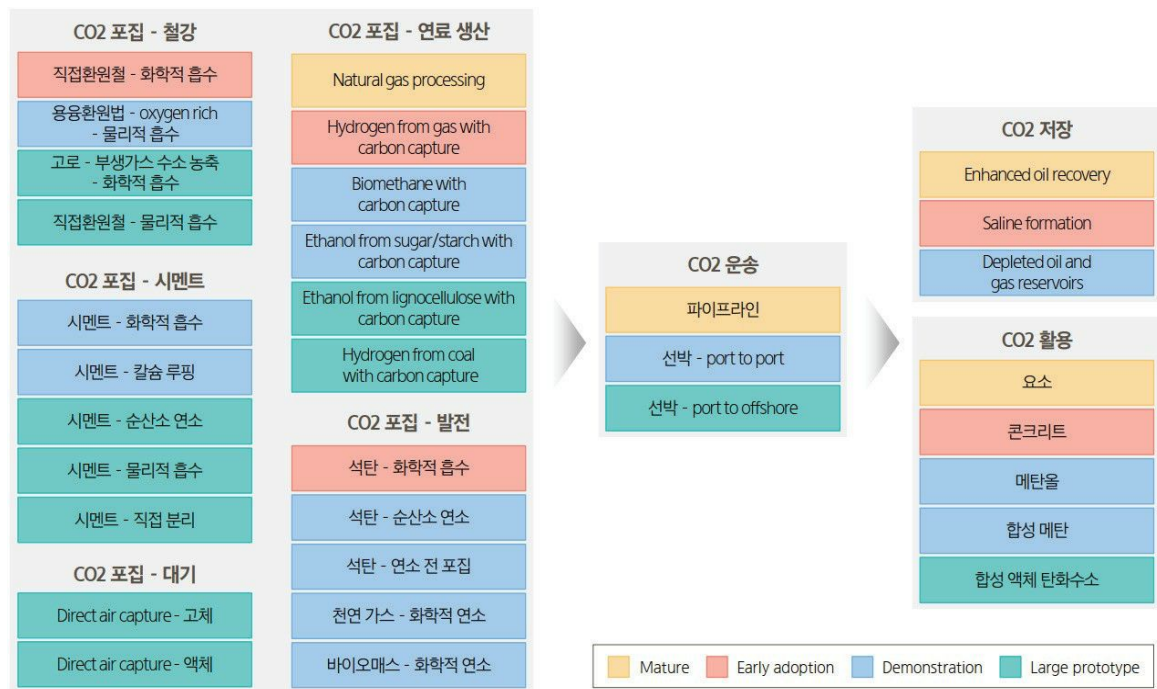 CO2 포집 - 철강
직접환원철 - 화학적 흡수
용융환원법 - oxygen rich
- 물리적 흡수
고로 - 부생가스 수소 농축
- 화학적 흡수
직접환원철 - 물리적 흡수
CO2 포집 - 시멘트
시멘트 - 화학적 흡수
시멘트 - 칼슘 루핑
시멘트 - 순산소 연소
시멘트 - 물리적 흡수
시멘트 - 직접 분리
CO2 포집 - 대기
Direct air capture - 고체
Direct air capture - 액체
CO2 포집 - 연료 생산
Natural gas processing
Hydrogen from gas with
carbon capture
Biomethane with
carbon capture
Ethanol from sugar/starch with
carbon capture
Ethanol from lignocellulose with
carbon capture
Hydrogen from coal
with carbon capture
CO2 포집 - 발전
석탄 - 화학적 흡수
석탄 - 순산소 연소
석탄 - 연소 전 포집
천연 가스 - 화학적 연소
바이오매스 - 화학적 연소
CO2 운송
파이프라인
선박 - port to port
선박 - port to offshore
CO2 저장
Enhanced oil recovery
Saline formation
Depleted oil and
gas reservoirs
CO2 활용
요소
콘크리트
메탄올
합성 메탄
합성 액체 탄화수소
Mature
Early adoption
Demonstration
Large prototype